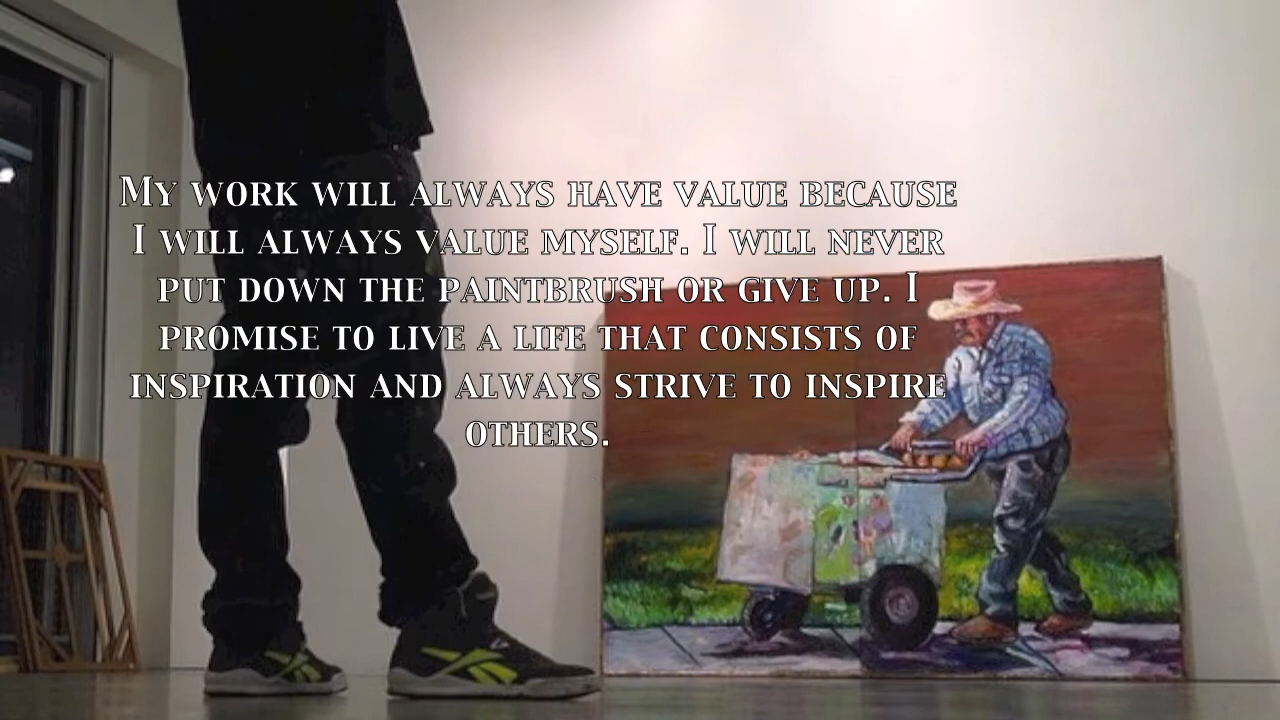 My work will always have value because
I will always value myself. I will never
put down the paintbrush or give up. I
promise to live a life that consists of
inspiration and always strive to inspire
others.